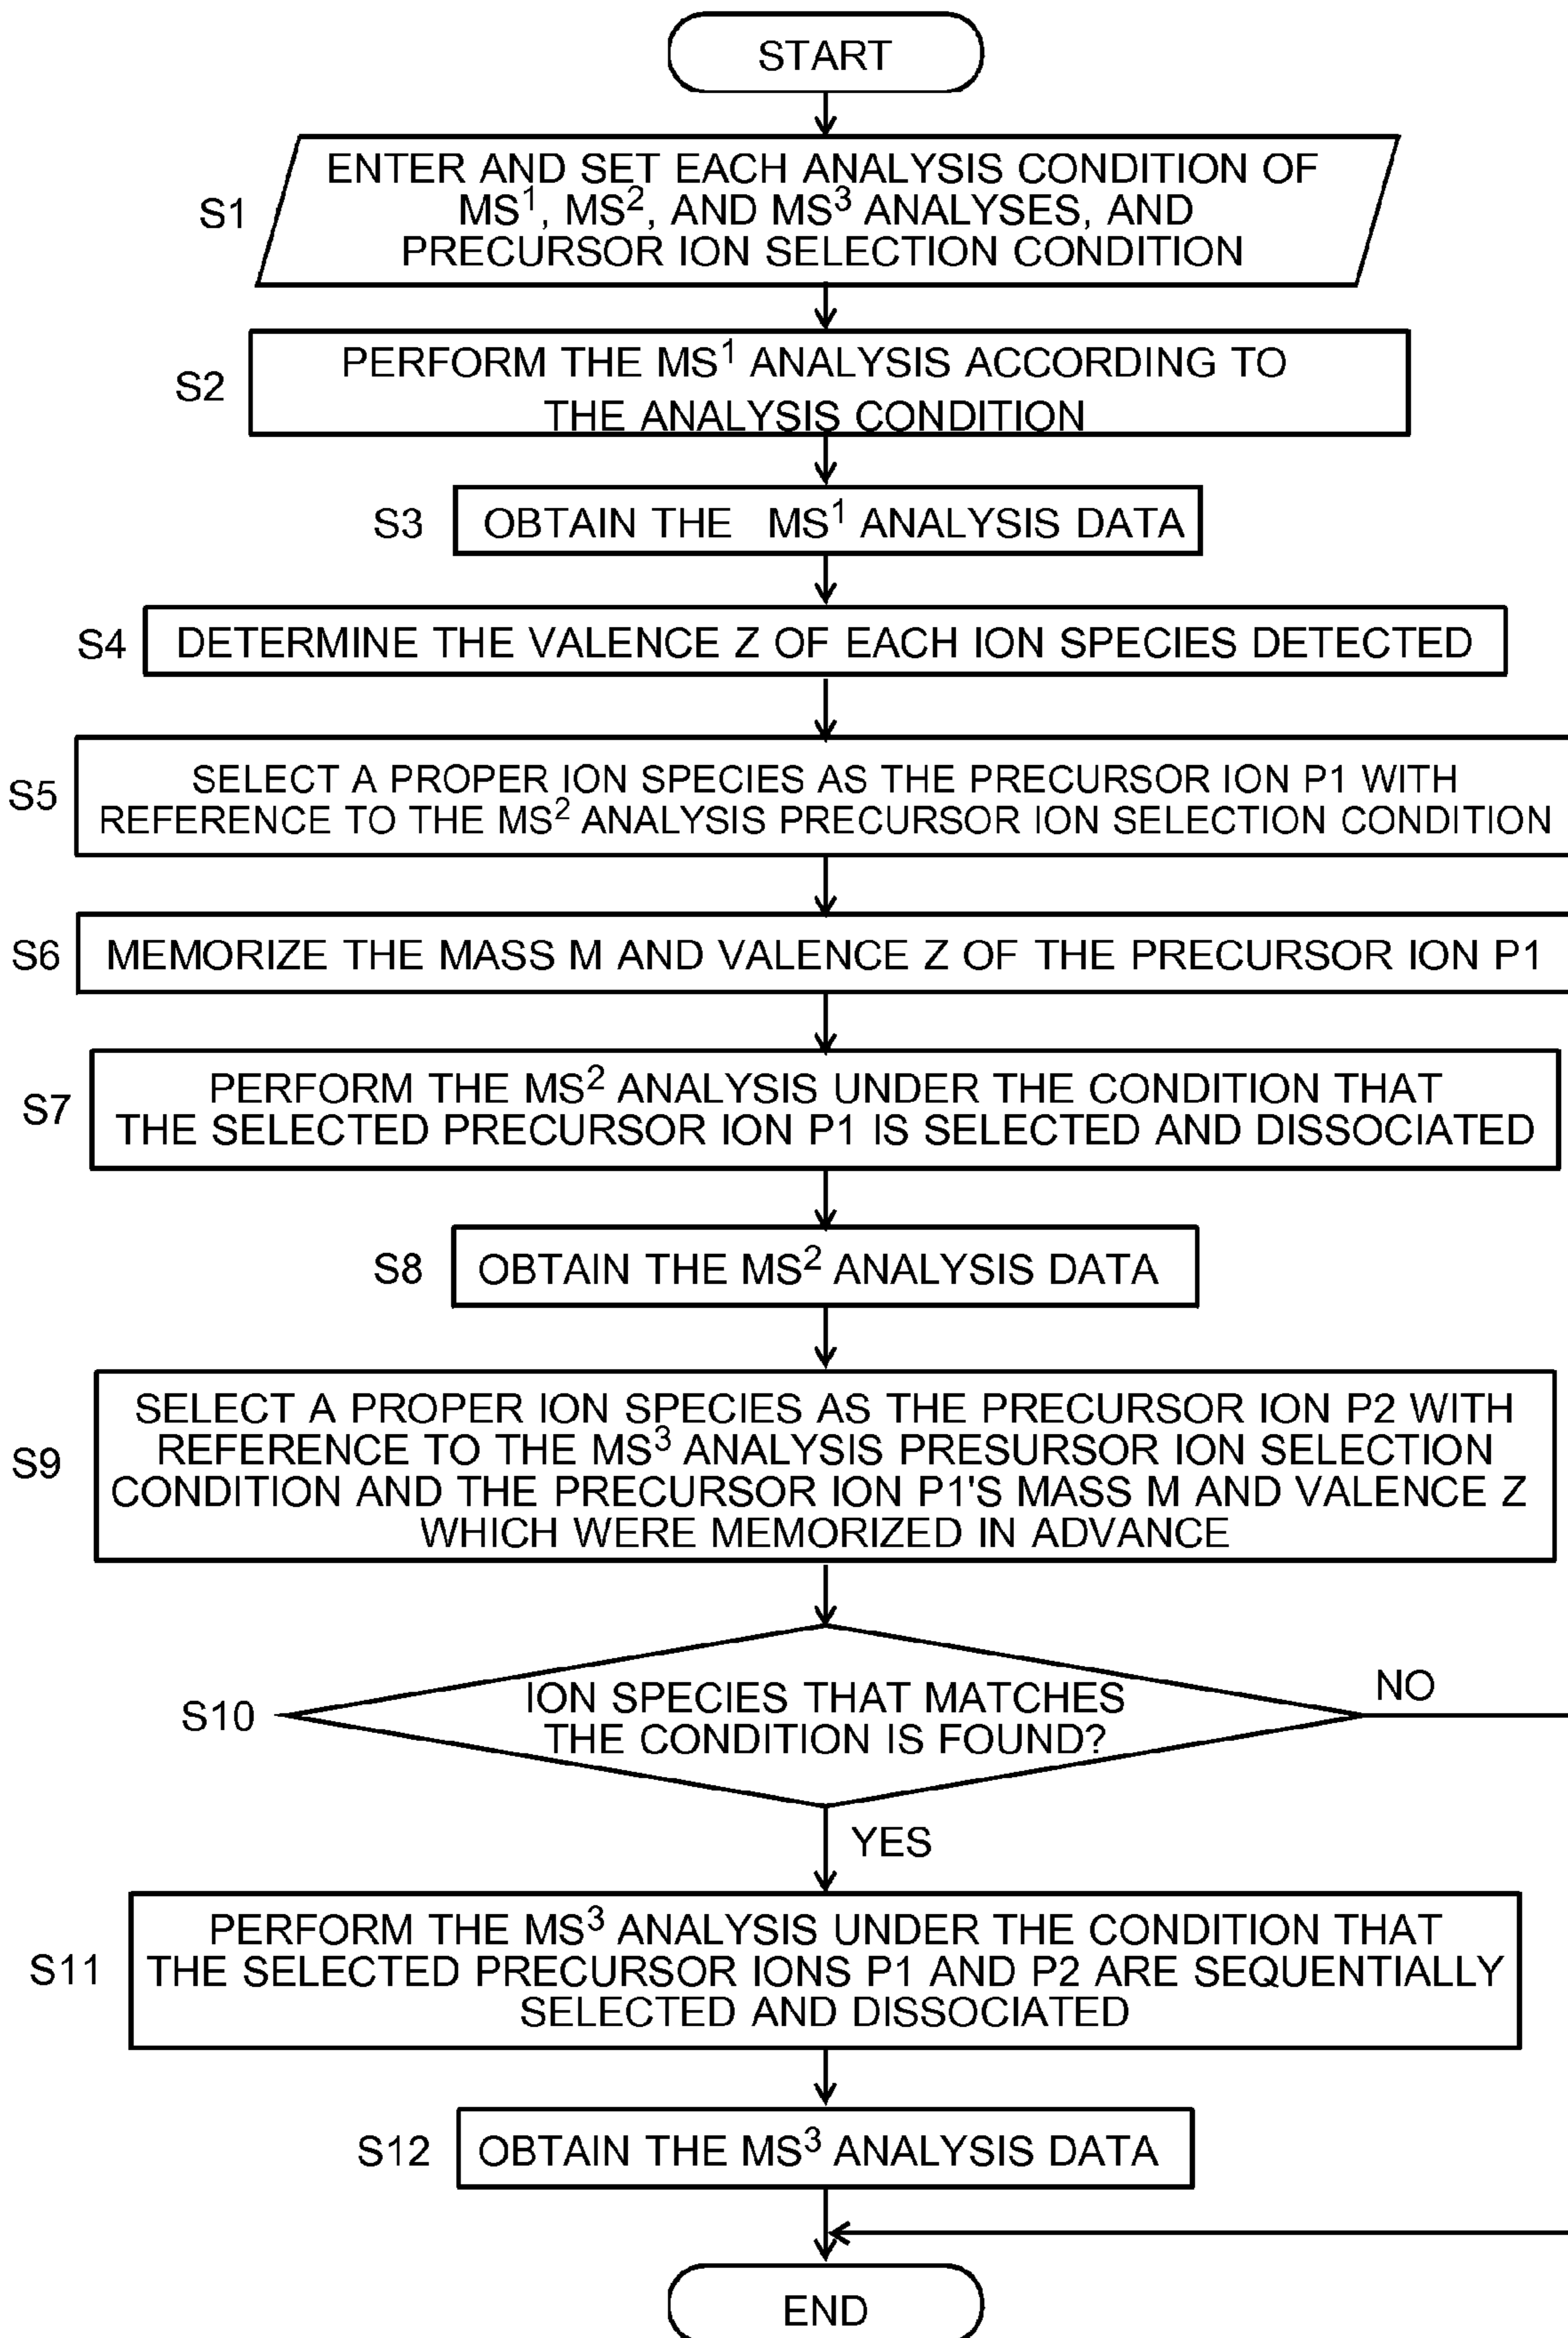 START
S1
ENTER AND SET EACH ANALYSIS CONDITION OF
MS¹, MS², AND MS³ ANALYSES, AND
PRECURSOR ION SELECTION CONDITION
S2
PERFORM THE MS¹ ANALYSIS ACCORDING TO
THE ANALYSIS CONDITION
S3
OBTAIN THE MS¹ ANALYSIS DATA
S4
DETERMINE THE VALENCE Z OF EACH ION SPECIES DETECTED
S5
SELECT A PROPER ION SPECIES AS THE PRECURSOR ION P1 WITH
REFERENCE TO THE MS² ANALYSIS PRECURSOR ION SELECTION CONDITION
S6
MEMORIZE THE MASS M AND VALENCE Z OF THE PRECURSOR ION P1
S7
PERFORM THE MS² ANALYSIS UNDER THE CONDITION THAT
THE SELECTED PRECURSOR ION P1 IS SELECTED AND DISSOCIATED
S8
OBTAIN THE MS² ANALYSIS DATA
S9
SELECT A PROPER ION SPECIES AS THE PRECURSOR ION P2 WITH
REFERENCE TO THE MS³ ANALYSIS PRESURSOR ION SELECTION
CONDITION AND THE PRECURSOR ION P1'S MASS M AND VALENCE Z
WHICH WERE MEMORIZED IN ADVANCE
S10
ION SPECIES THAT MATCHES
THE CONDITION IS FOUND?
NO
YES
S11
PERFORM THE MS³ ANALYSIS UNDER THE CONDITION THAT
THE SELECTED PRECURSOR IONS P1 AND P2 ARE SEQUENTIALLY
SELECTED AND DISSOCIATED
S12
OBTAIN THE MS³ ANALYSIS DATA
END